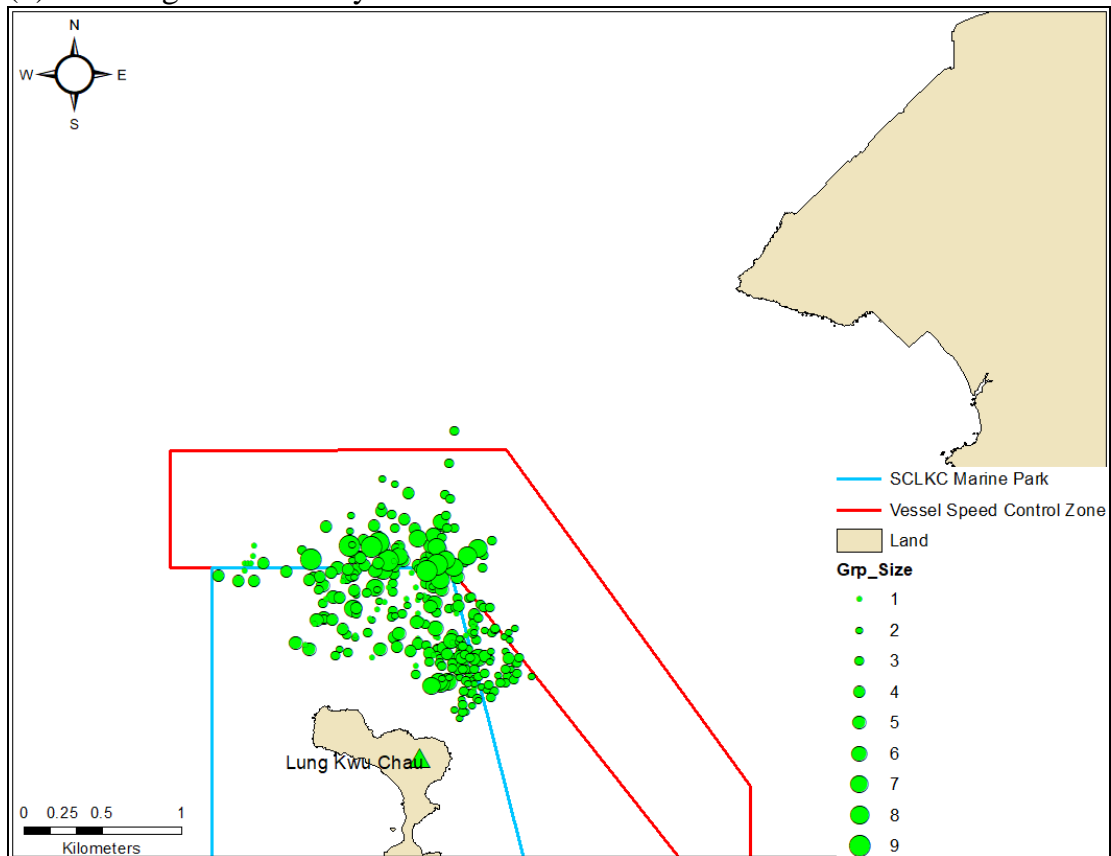 N
W E
S
SCLKC Marine Park
Vessel Speed Control Zone
Land
Grp_Size
1
2
3
4
5
6
7
8
9
Lung Kwu Chau
0 0.25 0.5 1
Kilometers